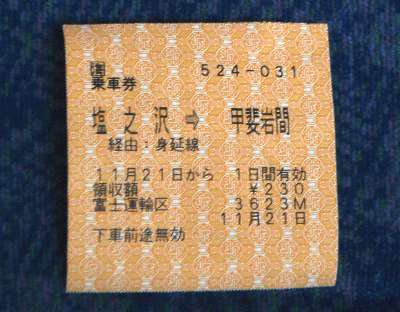 524-031
乗車券
塩之沢 ⇨ 甲斐岩間
経由：身延線
11月21日から 1日間有効
領収額 ¥230
富士運輸区 3623M
11月21日
下車前途無効